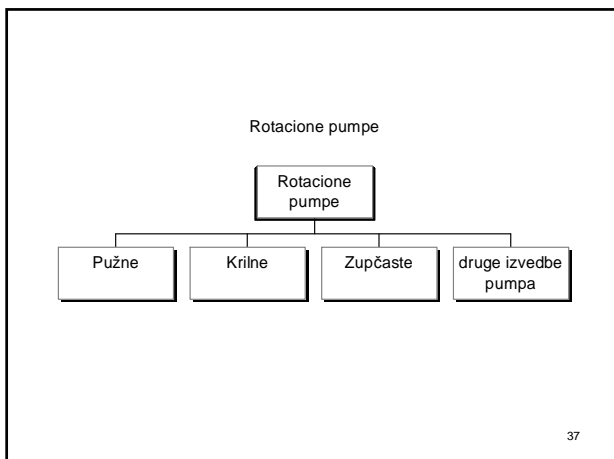 Rotacione pumpe
Rotacione
pumpe
Pužne
Krilne
Zupčaste
druge izvedbe
pumpa
37